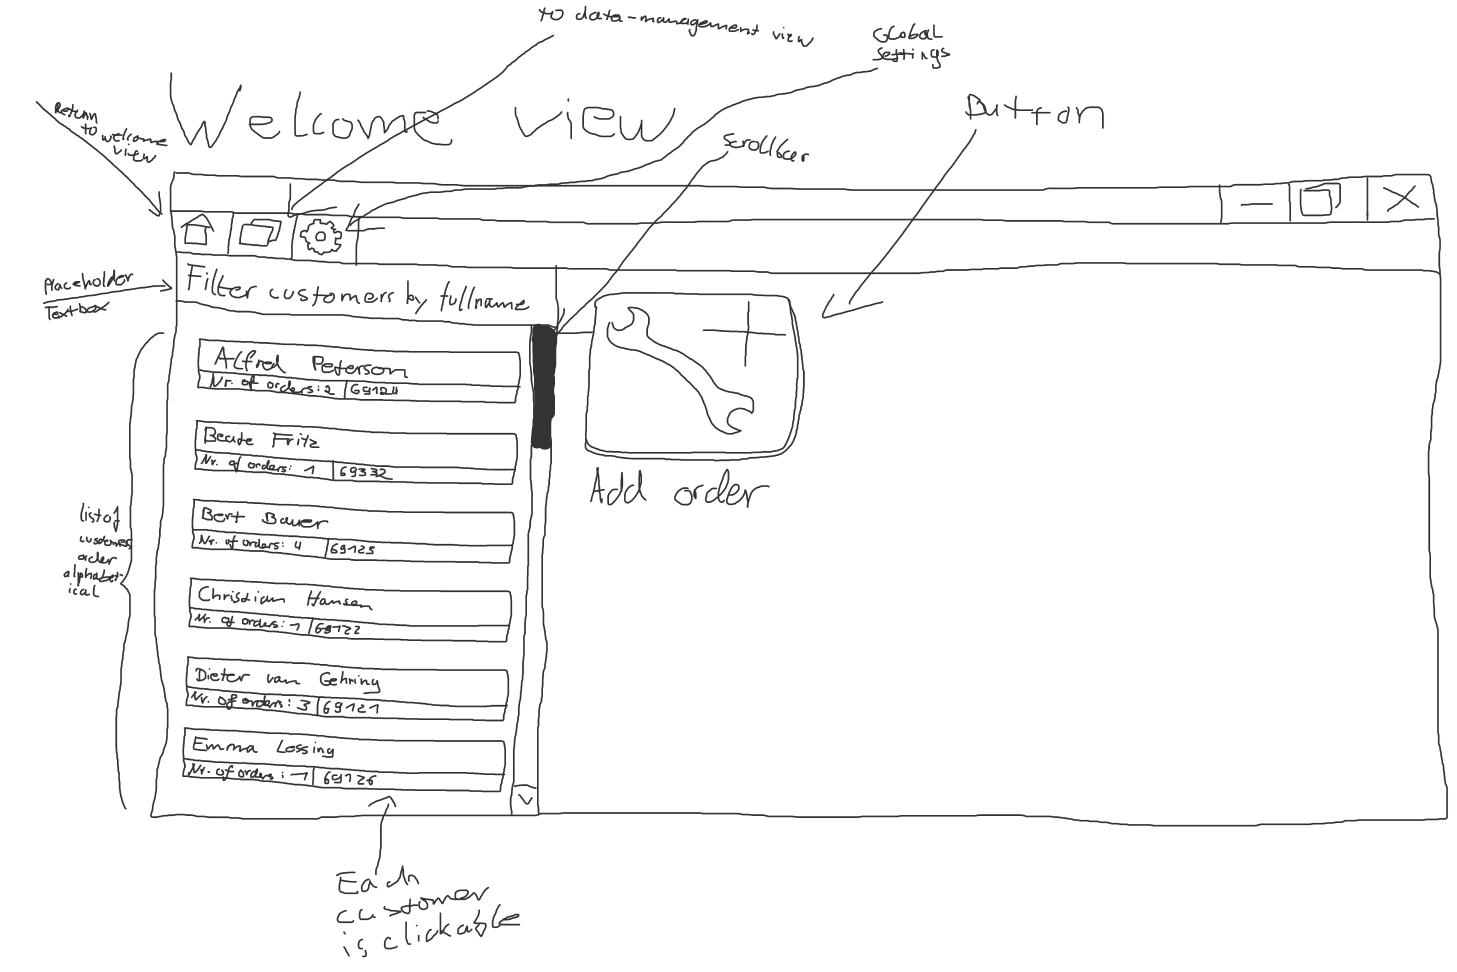 to data-management view
Global
settings
Return
to welcome
view
Welcome view
Scrollbar
Button
Placeholder
Textbox
Filter customers by fullname
Alfred Peterson
Nr. of orders: 2 69124
Beate Fritz
Nr. of orders: 1 69332
Bert Bauer
Nr. of orders: 4 69123
Christian Hansen
Nr. of orders: 1 69122
Dieter van Gehring
Nr. of orders: 3 69121
Emma Lossing
Nr. of orders: 1 69126
list of
customers
order
alphabet-
ical
Add order
Each
customer
is clickable